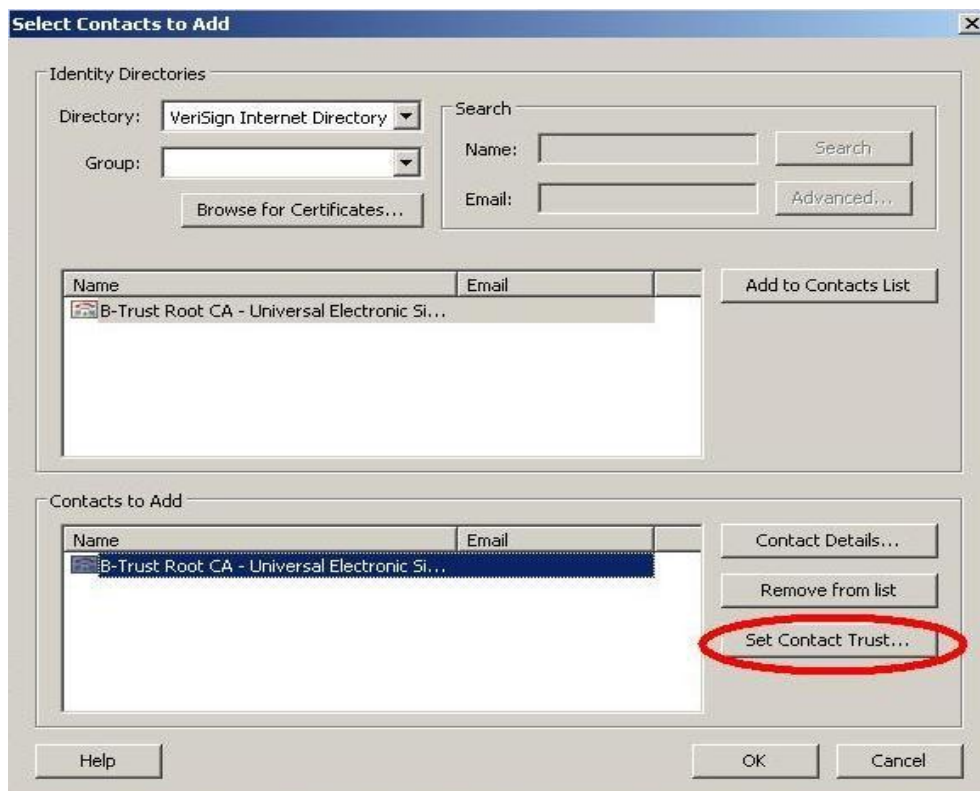 Select Contacts to Add
Identity Directories
Directory: VeriSign Internet Directory
Group:
Browse for Certificates...
Search
Name:
Search
Email:
Advanced...
Name Email
B-Trust Root CA - Universal Electronic Si...
Add to Contacts List
Contacts to Add
Name Email
B-Trust Root CA - Universal Electronic Si...
Contact Details...
Remove from list
Set Contact Trust...
Help
OK
Cancel